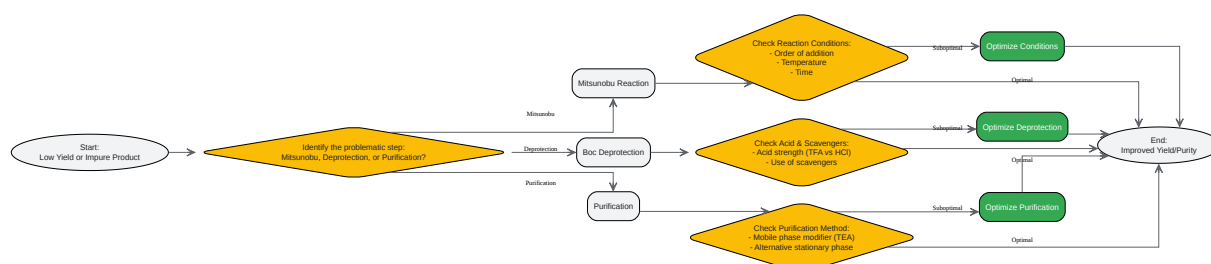 Start:
Low Yield or Impure Product
Identify the problematic step:
Mitsunobu, Deprotection, or Purification?
Mitsunobu
Deprotection
Purification
Mitsunobu Reaction
Boc Deprotection
Purification
Check Reaction Conditions:
- Order of addition
- Temperature
- Time
Suboptimal
Optimize Conditions
Optimal
Check Acid & Scavengers:
- Acid strength (TFA vs HCl)
- Use of scavengers
Suboptimal
Optimize Deprotection
Optimal
Check Purification Method:
- Mobile phase modifier (TEA)
- Alternative stationary phase
Suboptimal
Optimize Purification
Optimal
End:
Improved Yield/Purity